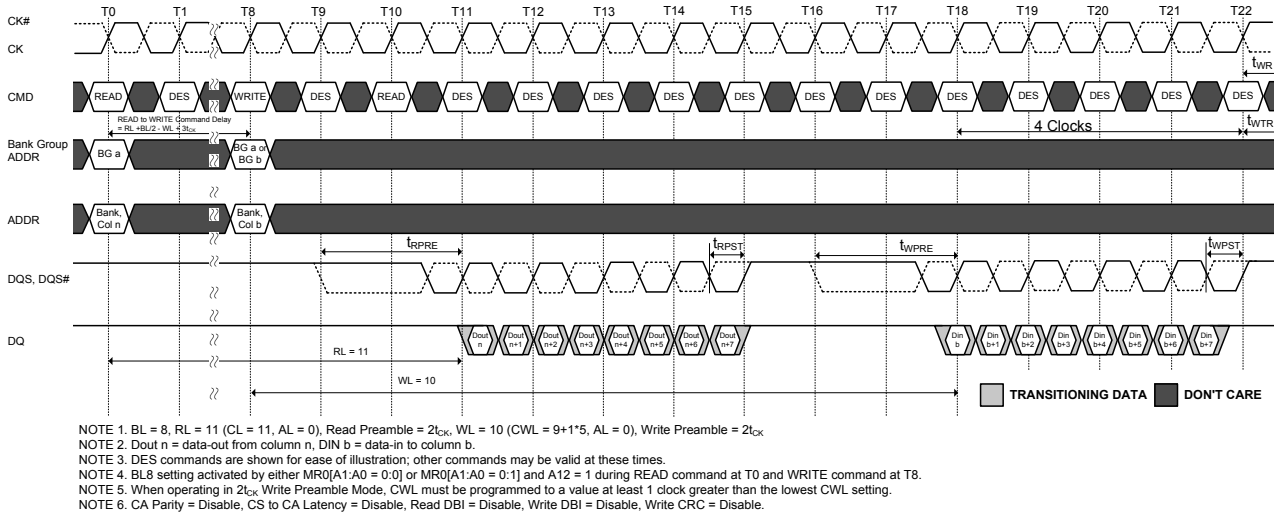 T0 T1 T8 T9 T10 T11 T12 T13 T14 T15 T16 T17 T18 T19 T20 T21 T22
CK#
CK
tWR
CMD READ DES WRITE DES READ DES DES DES DES DES DES DES DES DES DES DES DES
READ to WRITE Command Delay
= RL +BL/2 - WL + 3tCK
4 Clocks
tWTR
Bank Group
ADDR
BG a
BG a or
BG b
ADDR
Bank,
Col n
Bank,
Col b
tRPRE tRPST tWPRE tWPST
DQS, DQS#
DQ
Dout
n
Dout
n+1
Dout
n+2
Dout
n+3
Dout
n+4
Dout
n+5
Dout
n+6
Dout
n+7
Din
b
Din
b+1
Din
b+2
Din
b+3
Din
b+4
Din
b+5
Din
b+6
Din
b+7
RL = 11
WL = 10
TRANSITIONING DATA DON'T CARE
NOTE 1. BL = 8, RL = 11 (CL = 11, AL = 0), Read Preamble = 2tCK, WL = 10 (CWL = 9+1*5, AL = 0), Write Preamble = 2tCK
NOTE 2. Dout n = data-out from column n, DIN b = data-in to column b.
NOTE 3. DES commands are shown for ease of illustration; other commands may be valid at these times.
NOTE 4. BL8 setting activated by either MR0[A1:A0 = 0:0] or MR0[A1:A0 = 0:1] and A12 = 1 during READ command at T0 and WRITE command at T8.
NOTE 5. When operating in 2tCK Write Preamble Mode, CWL must be programmed to a value at least 1 clock greater than the lowest CWL setting.
NOTE 6. CA Parity = Disable, CS to CA Latency = Disable, Read DBI = Disable, Write DBI = Disable, Write CRC = Disable.